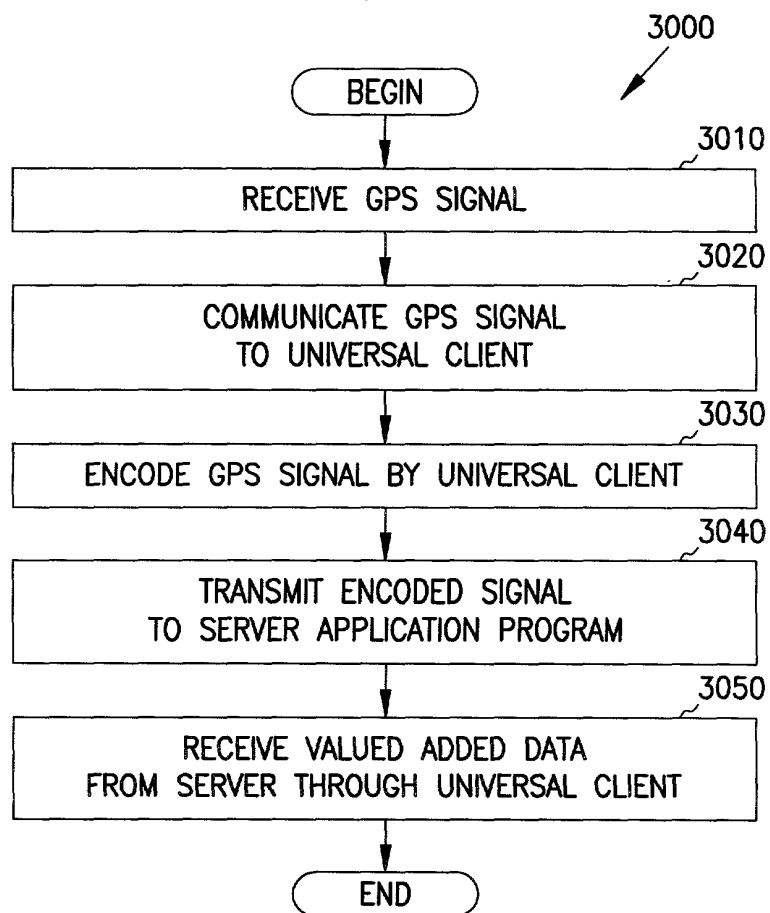 3000
BEGIN
3010
RECEIVE GPS SIGNAL
3020
COMMUNICATE GPS SIGNAL
TO UNIVERSAL CLIENT
3030
ENCODE GPS SIGNAL BY UNIVERSAL CLIENT
3040
TRANSMIT ENCODED SIGNAL
TO SERVER APPLICATION PROGRAM
3050
RECEIVE VALUED ADDED DATA
FROM SERVER THROUGH UNIVERSAL CLIENT
END